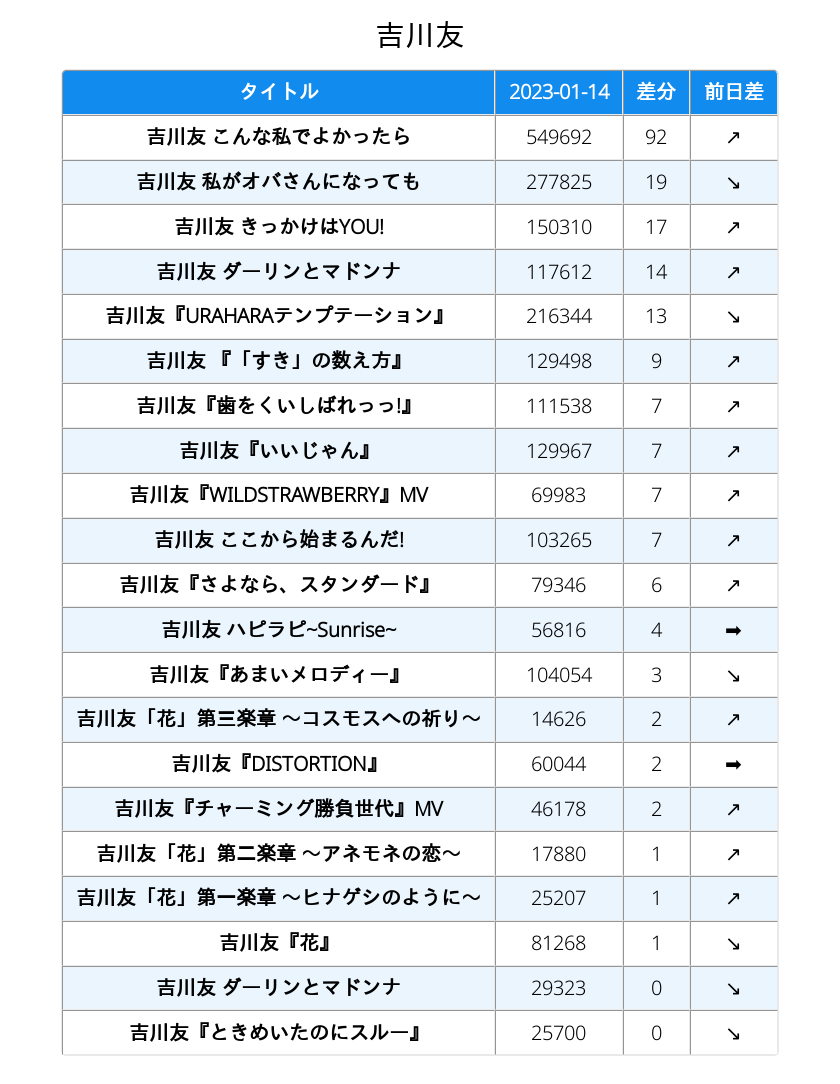 吉川友
タイトル 2023-01-14 差分 前日差
吉川友 こんな私でよかったら 549692 92 ↗
吉川友 私がオバさんになっても 277825 19 ↘
吉川友 きっかけはYOU! 150310 17 ↗
吉川友 ダーリンとマドンナ 117612 14 ↗
吉川友『URAHARAテンプテーション』 216344 13 ↘
吉川友 『「すき」の数え方』 129498 9 ↗
吉川友『歯をくいしばれっっ!』 111538 7 ↗
吉川友『いいじゃん』 129967 7 ↗
吉川友『WILDSTRAWBERRY』MV 69983 7 ↗
吉川友 ここから始まるんだ! 103265 7 ↗
吉川友『さよなら、スタンダード』 79346 6 ↗
吉川友 ハピラピ~Sunrise~ 56816 4 ➡
吉川友『あまいメロディー』 104054 3 ↘
吉川友「花」第三楽章 〜コスモスへの祈り〜 14626 2 ↗
吉川友『DISTORTION』 60044 2 ➡
吉川友『チャーミング勝負世代』MV 46178 2 ↗
吉川友「花」第二楽章 〜アネモネの恋〜 17880 1 ↗
吉川友「花」第一楽章 〜ヒナゲシのように〜 25207 1 ↗
吉川友『花』 81268 1 ↘
吉川友 ダーリンとマドンナ 29323 0 ↘
吉川友『ときめいたのにスルー』 25700 0 ↘